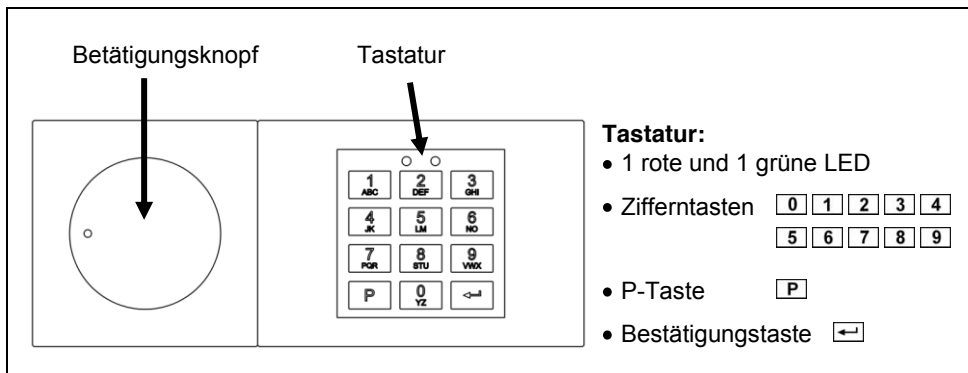 Betätigungsknopf
Tastatur
1 2 3
ABC DEF GHI
4 5 6
JK LM NO
7 8 9
PQR STU VWX
P 0 ↵
YZ
Tastatur:
• 1 rote und 1 grüne LED
• Zifferntasten 0 1 2 3 4
5 6 7 8 9
• P-Taste P
• Bestätigungstaste ↵